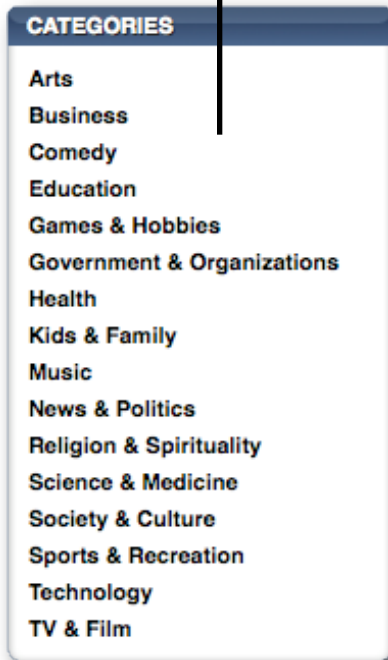 CATEGORIES
Arts
Business
Comedy
Education
Games & Hobbies
Government & Organizations
Health
Kids & Family
Music
News & Politics
Religion & Spirituality
Science & Medicine
Society & Culture
Sports & Recreation
Technology
TV & Film